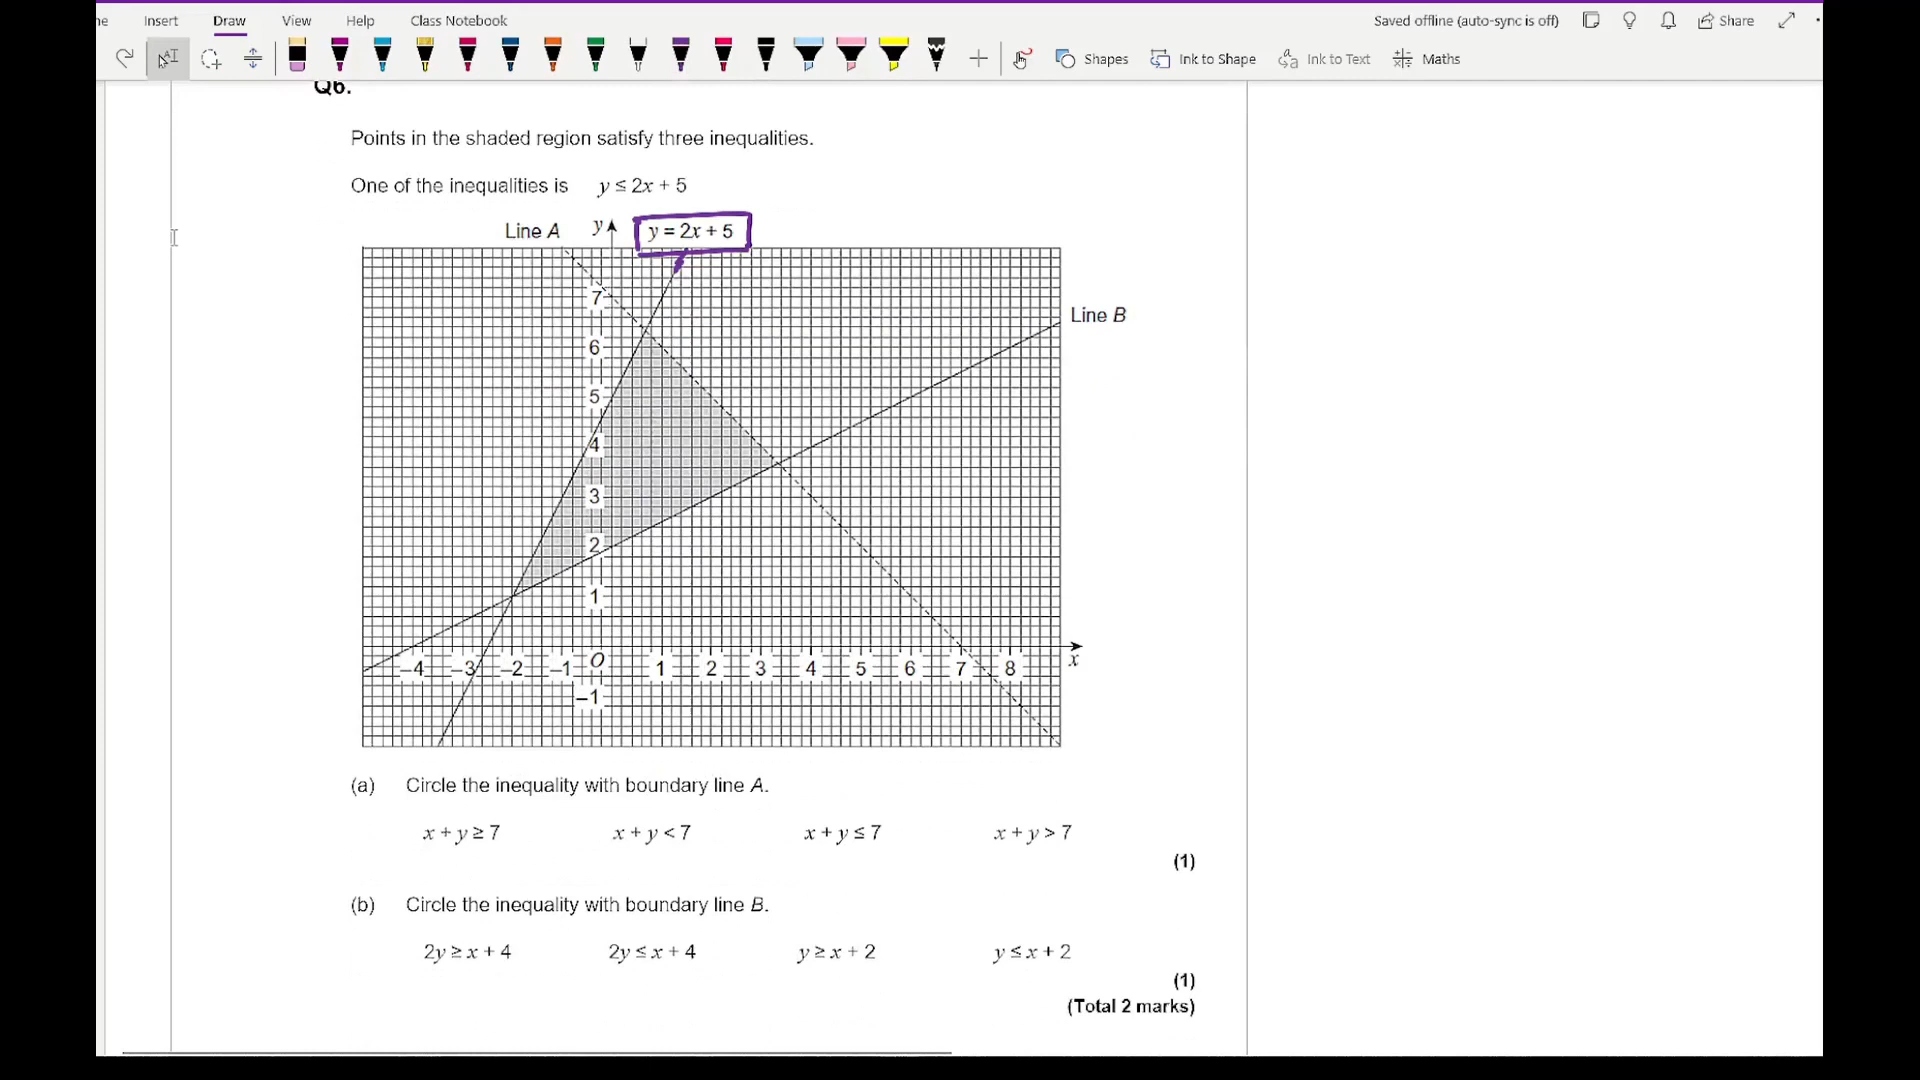 Insert Draw View Help Class Notebook Saved offline (auto-sync is off) Share
Shapes Ink to Shape Ink to Text Maths
Q6.
Points in the shaded region satisfy three inequalities.
One of the inequalities is y ≤ 2x + 5
Line A y y = 2x + 5
7
Line B
6
5
4
3
2
1
x
–4 –3 –2 –1 O 1 2 3 4 5 6 7 8
–1
(a) Circle the inequality with boundary line A.
x + y ≥ 7 x + y < 7 x + y ≤ 7 x + y > 7
(1)
(b) Circle the inequality with boundary line B.
2y ≥ x + 4 2y ≤ x + 4 y ≥ x + 2 y ≤ x + 2
(1)
(Total 2 marks)